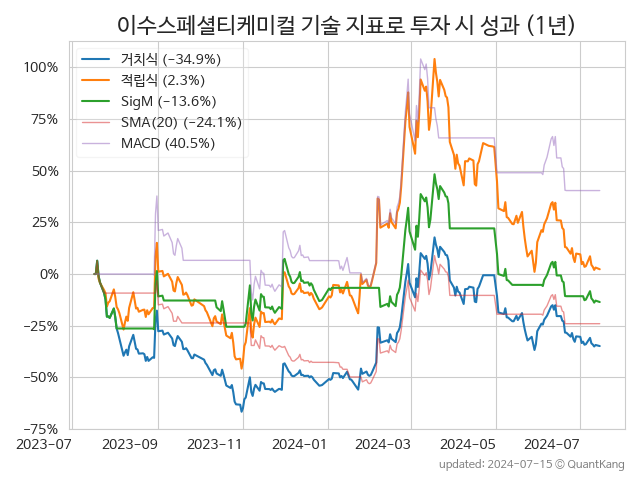 이수스페셜티케미컬 기술 지표로 투자 시 성과 (1년)
거치식 (−34.9%)
적립식 (2.3%)
SigM (−13.6%)
SMA(20) (−24.1%)
MACD (40.5%)
100%
75%
50%
25%
0%
−25%
−50%
−75%
2023-07
2023-09
2023-11
2024-01
2024-03
2024-05
2024-07
updated: 2024-07-15 © QuantKang